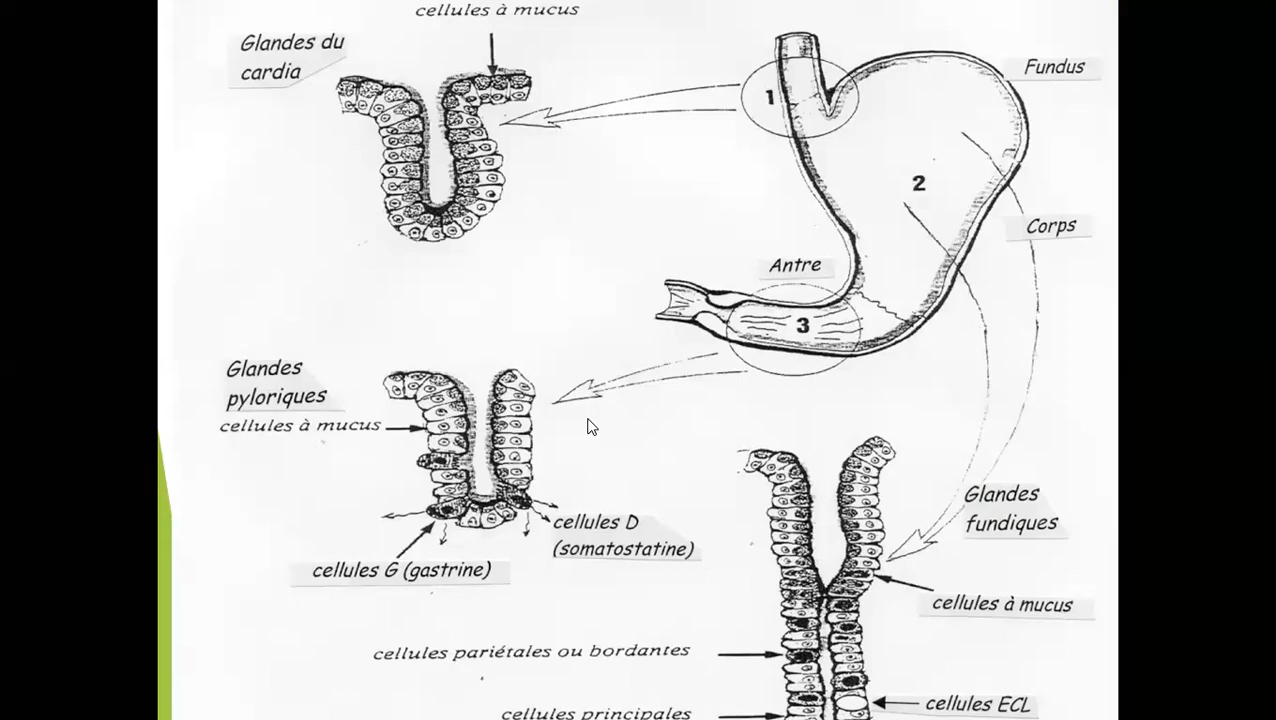 cellules à mucus
Glandes du
cardia
Fundus
1
2
Corps
Antre
3
Glandes
pyloriques
cellules à mucus
Glandes
fundiques
cellules D
(somatostatine)
cellules G (gastrine)
cellules à mucus
cellules pariétales ou bordantes
cellules ECL
cellules principales